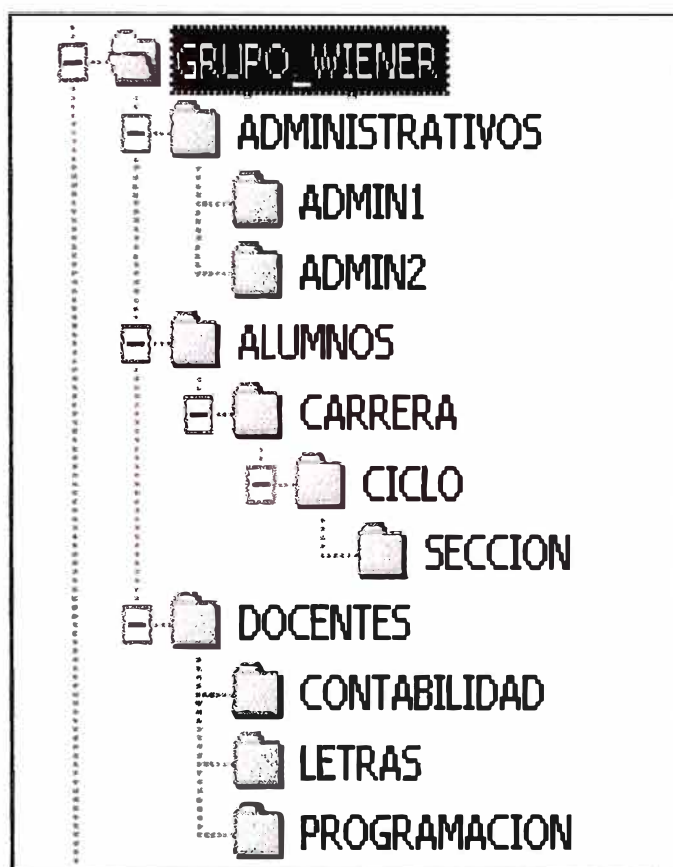 GRUPO_WIENER
ADMINISTRATIVOS
ADMIN1
ADMIN2
ALUMNOS
CARRERA
CICLO
SECCION
DOCENTES
CONTABILIDAD
LETRAS
PROGRAMACION